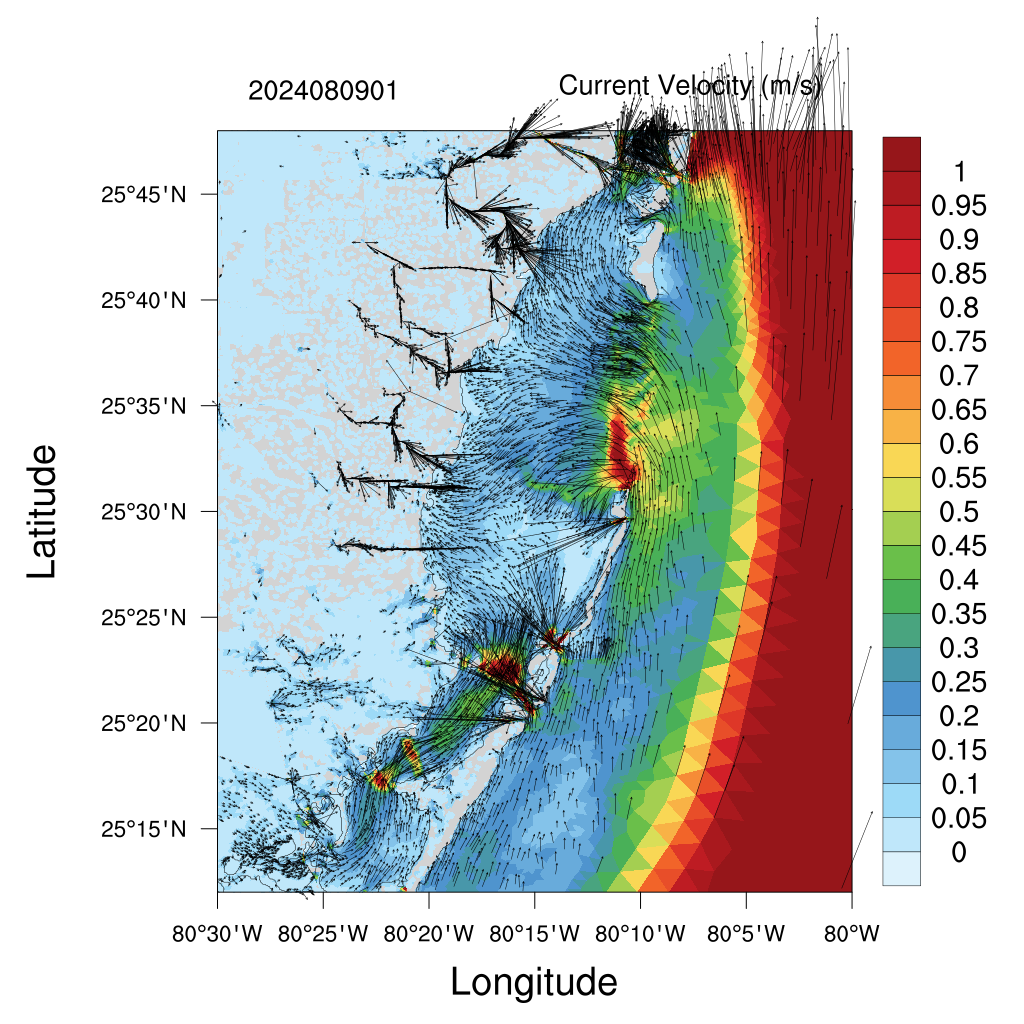 2024080901
Current Velocity (m/s)
25°45'N
25°40'N
25°35'N
25°30'N
25°25'N
25°20'N
25°15'N
Latitude
80°30'W 80°25'W 80°20'W 80°15'W 80°10'W 80°5'W 80°W
Longitude
1
0.95
0.9
0.85
0.8
0.75
0.7
0.65
0.6
0.55
0.5
0.45
0.4
0.35
0.3
0.25
0.2
0.15
0.1
0.05
0